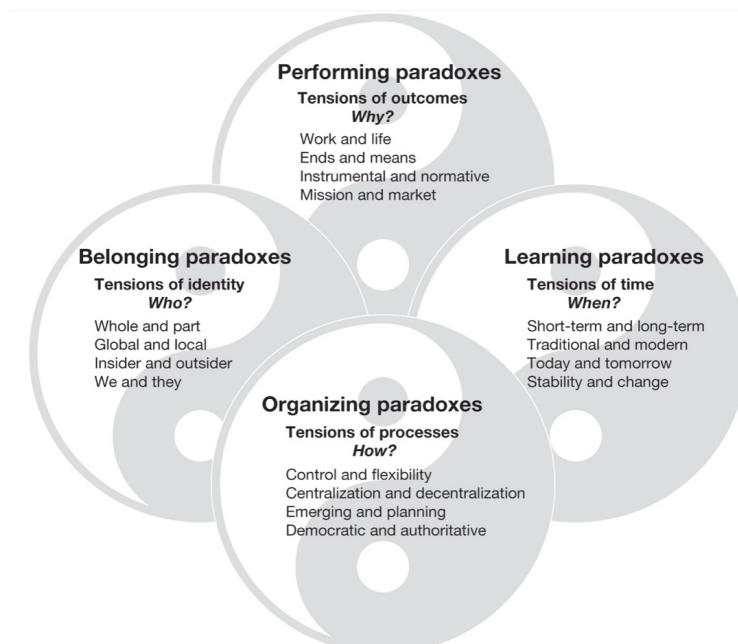 Performing paradoxes
Tensions of outcomes
Why?
Work and life
Ends and means
Instrumental and normative
Mission and market
Belonging paradoxes
Tensions of identity
Who?
Whole and part
Global and local
Insider and outsider
We and they
Learning paradoxes
Tensions of time
When?
Short-term and long-term
Traditional and modern
Today and tomorrow
Stability and change
Organizing paradoxes
Tensions of processes
How?
Control and flexibility
Centralization and decentralization
Emerging and planning
Democratic and authoritative